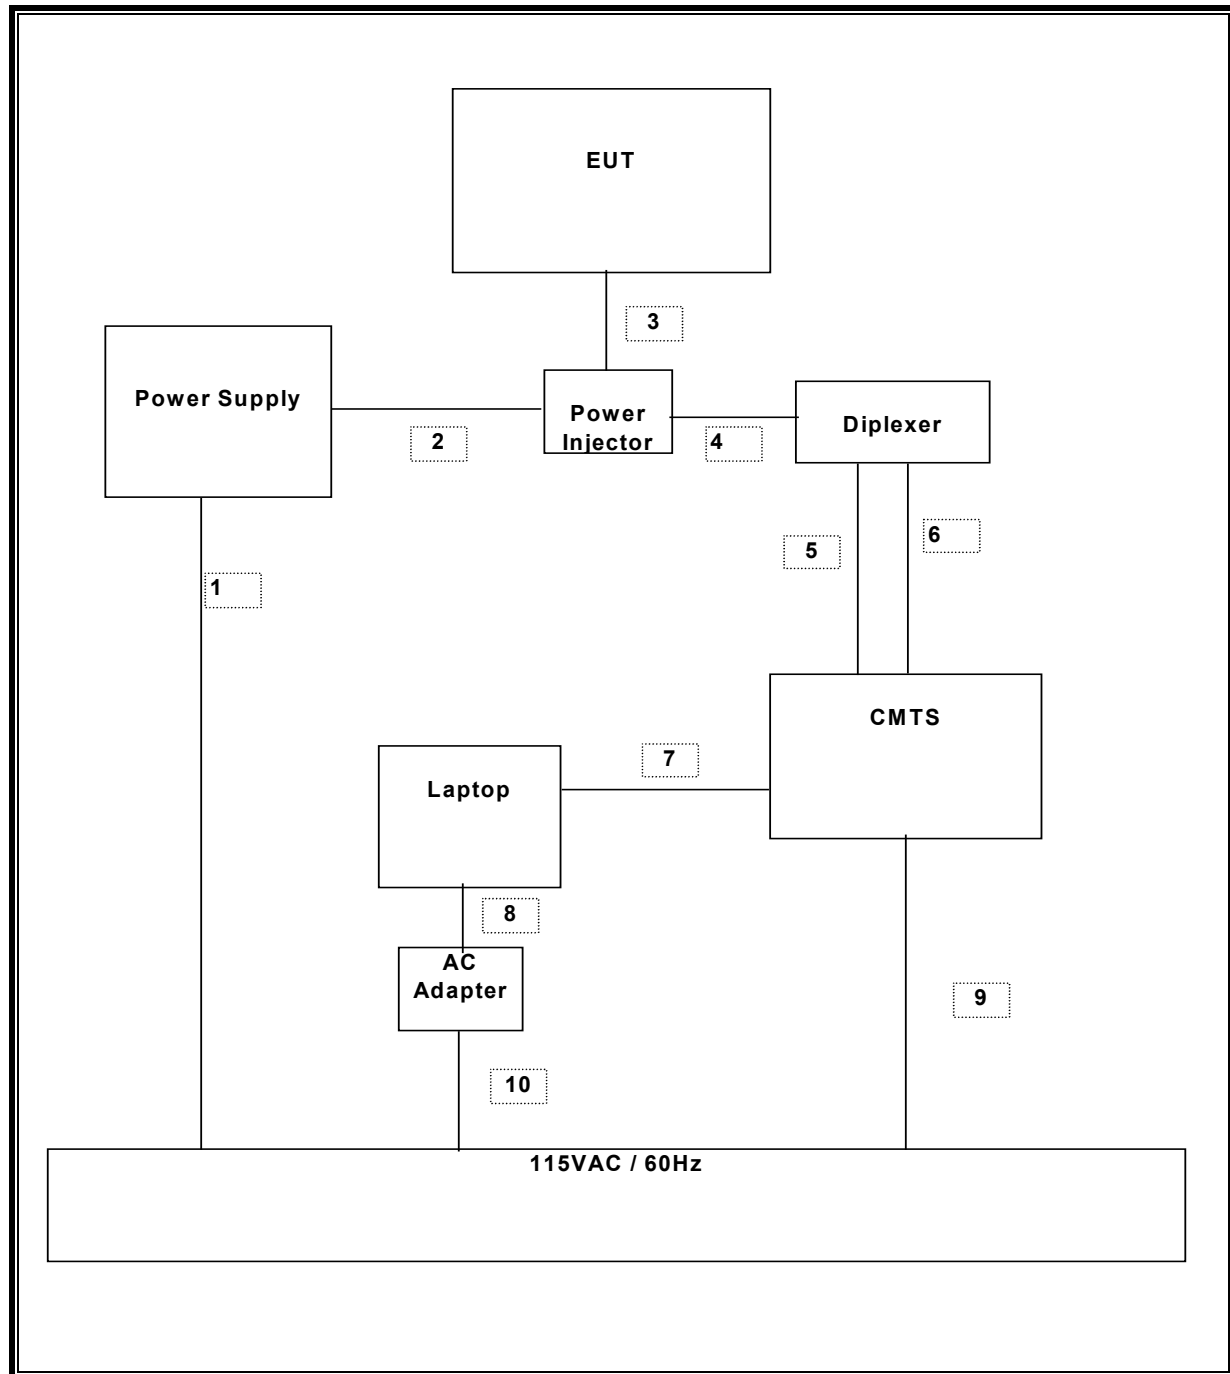 EUT
3
Power Supply
2
Power
Injector
4
Diplexer
5
6
1
CMTS
7
Laptop
8
AC
Adapter
9
10
115VAC / 60Hz